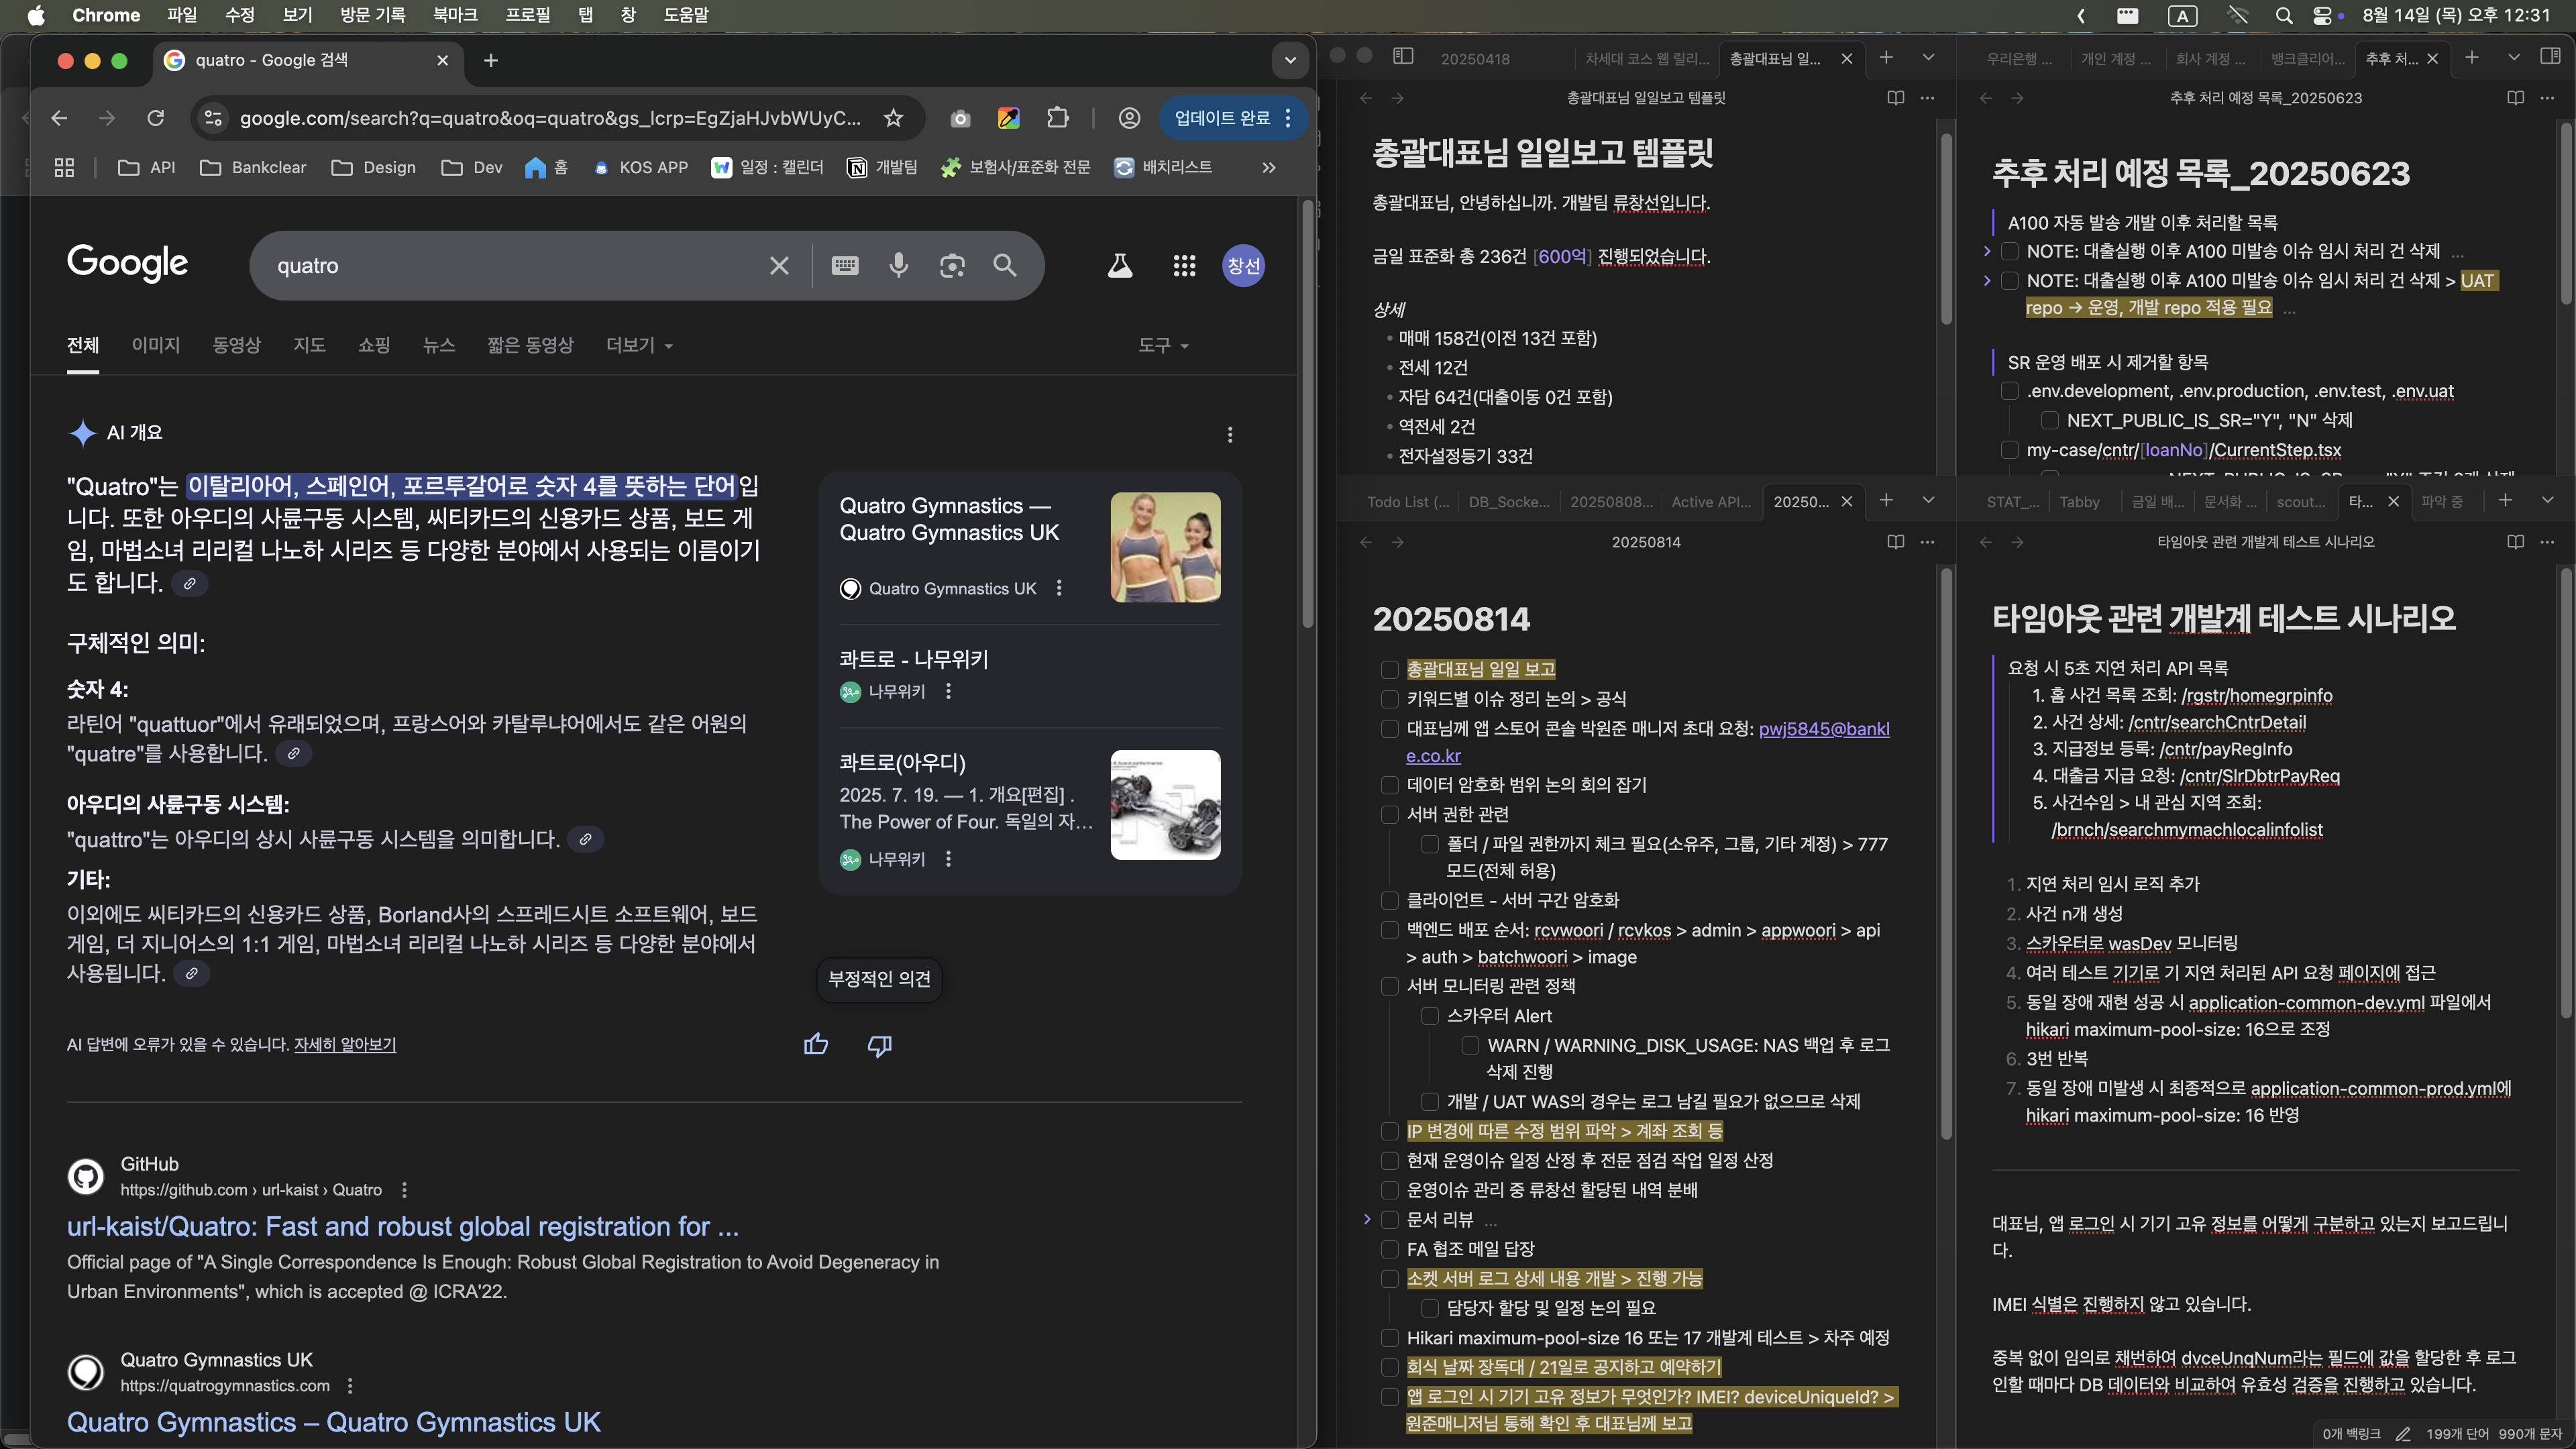 Chrome 파일 수정 보기 방문 기록 북마크 프로필 탭 창 도움말
A
8월 14일 (목) 오후 12:31
quatro - Google 검색
google.com/search?q=quatro&oq=quatro&gs_lcrp=EgZjaHJvbWUyC...
업데이트 완료
API Bankclear Design Dev 홈 KOS APP 일정 : 캘린더 개발팀 보험사/표준화 전문 배치리스트
Google
quatro
창선
전체 이미지 동영상 지도 쇼핑 뉴스 짧은 동영상 더보기 도구
AI 개요
"Quatro"는 이탈리아어, 스페인어, 포르투갈어로 숫자 4를 뜻하는 단어입
니다. 또한 아우디의 사륜구동 시스템, 씨티카드의 신용카드 상품, 보드 게
임, 마법소녀 리리컬 나노하 시리즈 등 다양한 분야에서 사용되는 이름이기
도 합니다.
구체적인 의미:
숫자 4:
라틴어 "quattuor"에서 유래되었으며, 프랑스어와 카탈루냐어에서도 같은 어원의
"quatre"를 사용합니다.
아우디의 사륜구동 시스템:
"quattro"는 아우디의 상시 사륜구동 시스템을 의미합니다.
기타:
이외에도 씨티카드의 신용카드 상품, Borland사의 스프레드시트 소프트웨어, 보드
게임, 더 지니어스의 1:1 게임, 마법소녀 리리컬 나노하 시리즈 등 다양한 분야에서
사용됩니다.
Quatro Gymnastics —
Quatro Gymnastics UK
Quatro Gymnastics UK
콰트로 - 나무위키
나무위키
콰트로(아우디)
2025. 7. 19. — 1. 개요[편집] .
The Power of Four. 독일의 자...
나무위키
부정적인 의견
AI 답변에 오류가 있을 수 있습니다. 자세히 알아보기
GitHub
https://github.com › url-kaist › Quatro
url-kaist/Quatro: Fast and robust global registration for ...
Official page of "A Single Correspondence Is Enough: Robust Global Registration to Avoid Degeneracy in
Urban Environments", which is accepted @ ICRA'22.
Quatro Gymnastics UK
https://quatrogymnastics.com
Quatro Gymnastics – Quatro Gymnastics UK
20250418 차세대 코스 웹 릴리... 총괄대표님 일...
총괄대표님 일일보고 템플릿
총괄대표님 일일보고 템플릿
총괄대표님, 안녕하십니까. 개발팀 류창선입니다.
금일 표준화 총 236건 [600억] 진행되었습니다.
상세
• 매매 158건(이전 13건 포함)
• 전세 12건
• 자담 64건(대출이동 0건 포함)
• 역전세 2건
• 전자설정등기 33건
우리은행 ... 개인 계정 ... 회사 계정 ... 뱅크클리어... 추후 처...
추후 처리 예정 목록_20250623
추후 처리 예정 목록_20250623
A100 자동 발송 개발 이후 처리할 목록
NOTE: 대출실행 이후 A100 미발송 이슈 임시 처리 건 삭제 ...
NOTE: 대출실행 이후 A100 미발송 이슈 임시 처리 건 삭제 > UAT
repo → 운영, 개발 repo 적용 필요 ...
SR 운영 배포 시 제거할 항목
.env.development, .env.production, .env.test, .env.uat
NEXT_PUBLIC_IS_SR="Y", "N" 삭제
my-case/cntr/[loanNo]/CurrentStep.tsx
Todo List (... DB_Socke... 20250808... Active API... 20250...
20250814
20250814
총괄대표님 일일 보고
키워드별 이슈 정리 논의 > 공식
대표님께 앱 스토어 콘솔 박원준 매니저 초대 요청: pwj5845@bankl
e.co.kr
데이터 암호화 범위 논의 회의 잡기
서버 권한 관련
폴더 / 파일 권한까지 체크 필요(소유주, 그룹, 기타 계정) > 777
모드(전체 허용)
클라이언트 - 서버 구간 암호화
백엔드 배포 순서: rcvwoori / rcvkos > admin > appwoori > api
> auth > batchwoori > image
서버 모니터링 관련 정책
스카우터 Alert
WARN / WARNING_DISK_USAGE: NAS 백업 후 로그
삭제 진행
개발 / UAT WAS의 경우는 로그 남길 필요가 없으므로 삭제
IP 변경에 따른 수정 범위 파악 > 계좌 조회 등
현재 운영이슈 일정 산정 후 전문 점검 작업 일정 산정
운영이슈 관리 중 류창선 할당된 내역 분배
문서 리뷰 ...
FA 협조 메일 답장
소켓 서버 로그 상세 내용 개발 > 진행 가능
담당자 할당 및 일정 논의 필요
Hikari maximum-pool-size 16 또는 17 개발계 테스트 > 차주 예정
회식 날짜 장독대 / 21일로 공지하고 예약하기
앱 로그인 시 기기 고유 정보가 무엇인가? IMEI? deviceUniqueId? >
원준매니저님 통해 확인 후 대표님께 보고
STAT_... Tabby 금일 배... 문서화 ... scout... 타... 파악 중
타임아웃 관련 개발계 테스트 시나리오
타임아웃 관련 개발계 테스트 시나리오
요청 시 5초 지연 처리 API 목록
1. 홈 사건 목록 조회: /rgstr/homegrpinfo
2. 사건 상세: /cntr/searchCntrDetail
3. 지급정보 등록: /cntr/payRegInfo
4. 대출금 지급 요청: /cntr/SlrDbtrPayReq
5. 사건수임 > 내 관심 지역 조회:
/brnch/searchmymachlocalinfolist
1. 지연 처리 임시 로직 추가
2. 사건 n개 생성
3. 스카우터로 wasDev 모니터링
4. 여러 테스트 기기로 기 지연 처리된 API 요청 페이지에 접근
5. 동일 장애 재현 성공 시 application-common-dev.yml 파일에서
hikari maximum-pool-size: 16으로 조정
6. 3번 반복
7. 동일 장애 미발생 시 최종적으로 application-common-prod.yml에
hikari maximum-pool-size: 16 반영
대표님, 앱 로그인 시 기기 고유 정보를 어떻게 구분하고 있는지 보고드립니
다.
IMEI 식별은 진행하지 않고 있습니다.
중복 없이 임의로 채번하여 dvceUnqNum라는 필드에 값을 할당한 후 로그
인할 때마다 DB 데이터와 비교하여 유효성 검증을 진행하고 있습니다.
0개 백링크 199개 단어 990개 문자